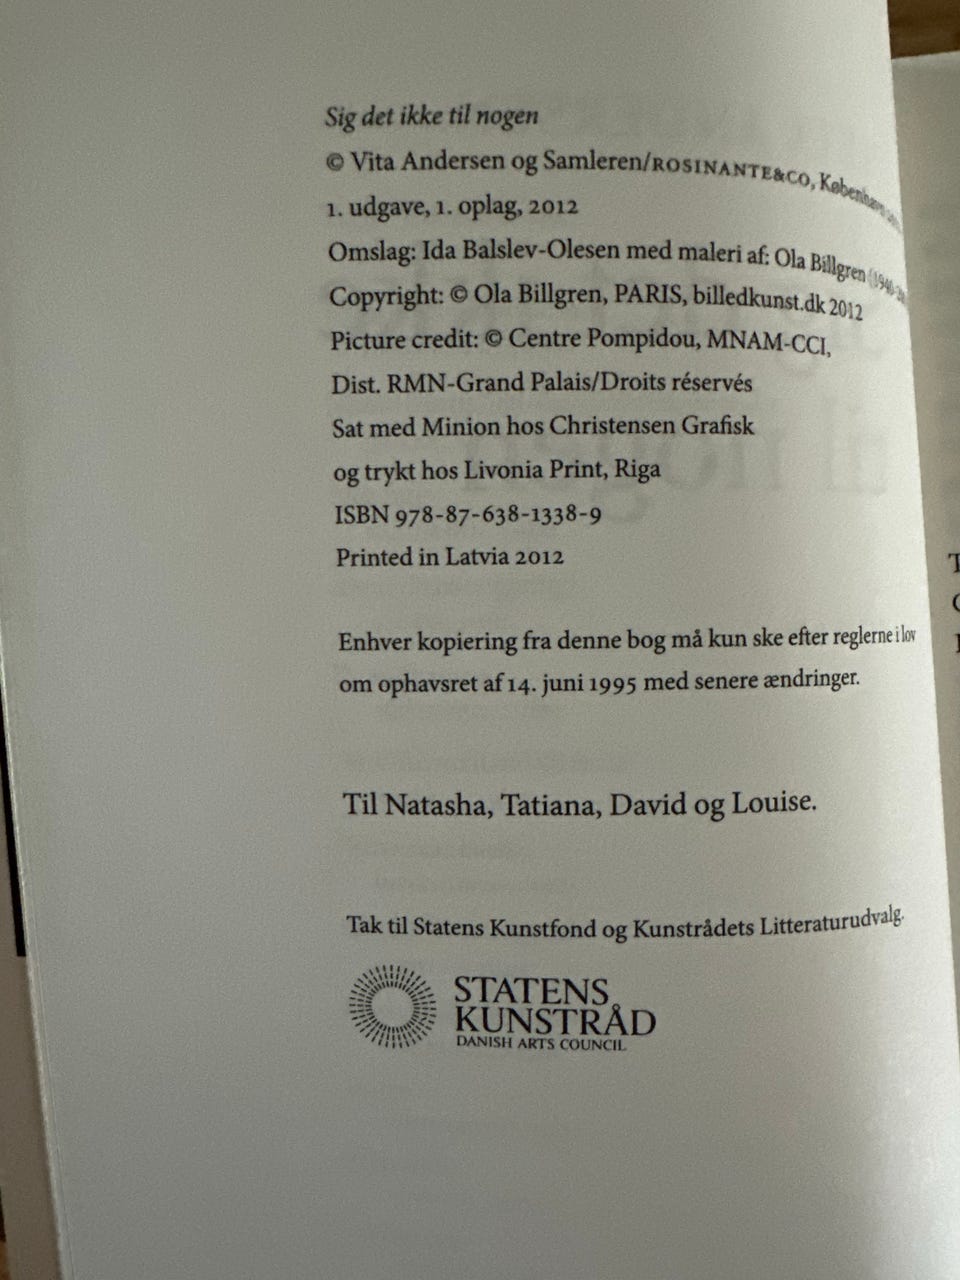 Sig det ikke til nogen
© Vita Andersen og Samleren/ROSINANTE&CO, København
1. udgave, 1. oplag, 2012
Omslag: Ida Balslev-Olesen med maleri af: Ola Billgren
Copyright: © Ola Billgren, PARIS, billedkunst.dk 2012
Picture credit: © Centre Pompidou, MNAM-CCI,
Dist. RMN-Grand Palais/Droits réservés
Sat med Minion hos Christensen Grafisk
og trykt hos Livonia Print, Riga
ISBN 978-87-638-1338-9
Printed in Latvia 2012
Enhver kopiering fra denne bog må kun ske efter reglerne i lov
om ophavsret af 14. juni 1995 med senere ændringer.
Til Natasha, Tatiana, David og Louise.
Tak til Statens Kunstfond og Kunstrådets Litteraturudvalg.
STATENS
KUNSTRÅD
DANISH ARTS COUNCIL